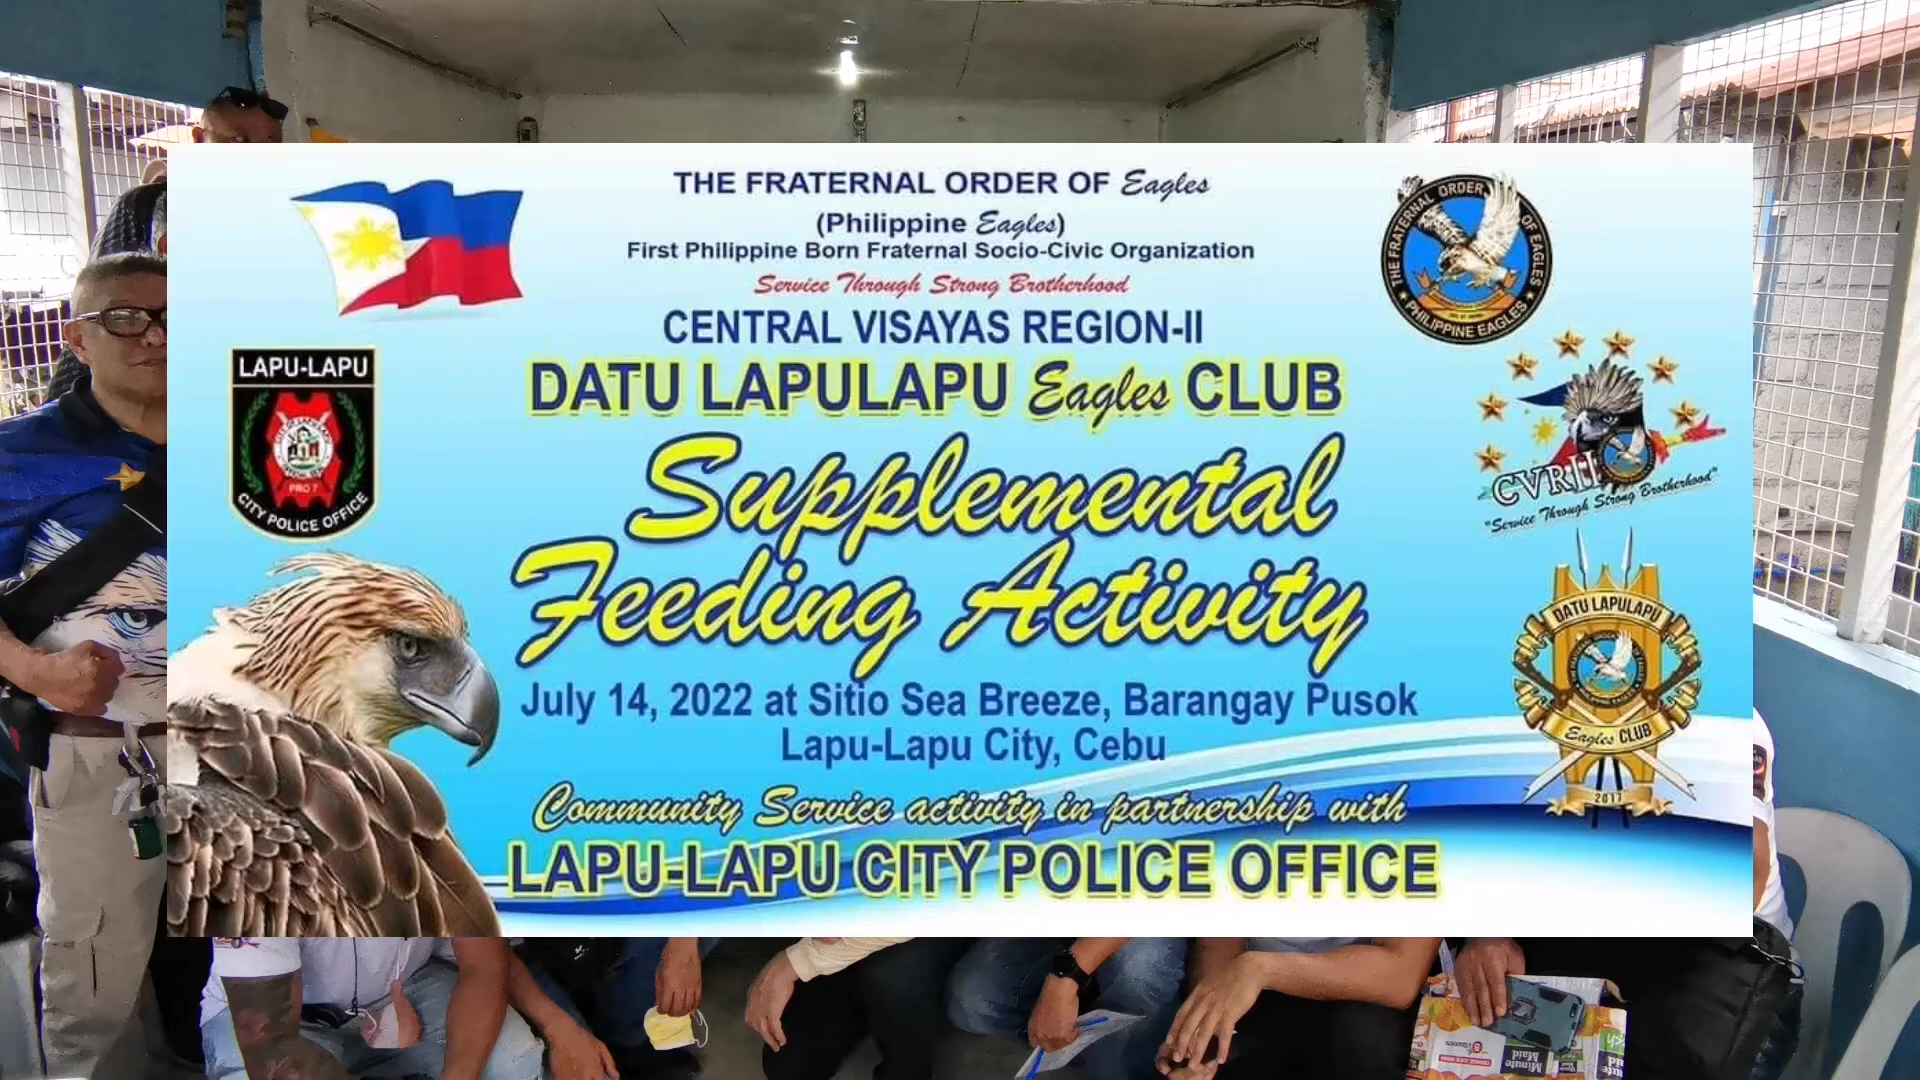 THE FRATERNAL ORDER OF Eagles
(Philippine Eagles)
First Philippine Born Fraternal Socio-Civic Organization
Service Through Strong Brotherhood
CENTRAL VISAYAS REGION-II
DATU LAPULAPU Eagles CLUB
Supplemental
Feeding Activity
July 14, 2022 at Sitio Sea Breeze, Barangay Pusok
Lapu-Lapu City, Cebu
Community Service activity in partnership with
LAPU-LAPU CITY POLICE OFFICE
LAPU-LAPU
PRO 7
CITY POLICE OFFICE
THE FRATERNAL ORDER OF EAGLES
PHILIPPINE EAGLES
CVRII
"Service Through Strong Brotherhood"
DATU LAPULAPU
Eagles CLUB
2017
Minute
Maid